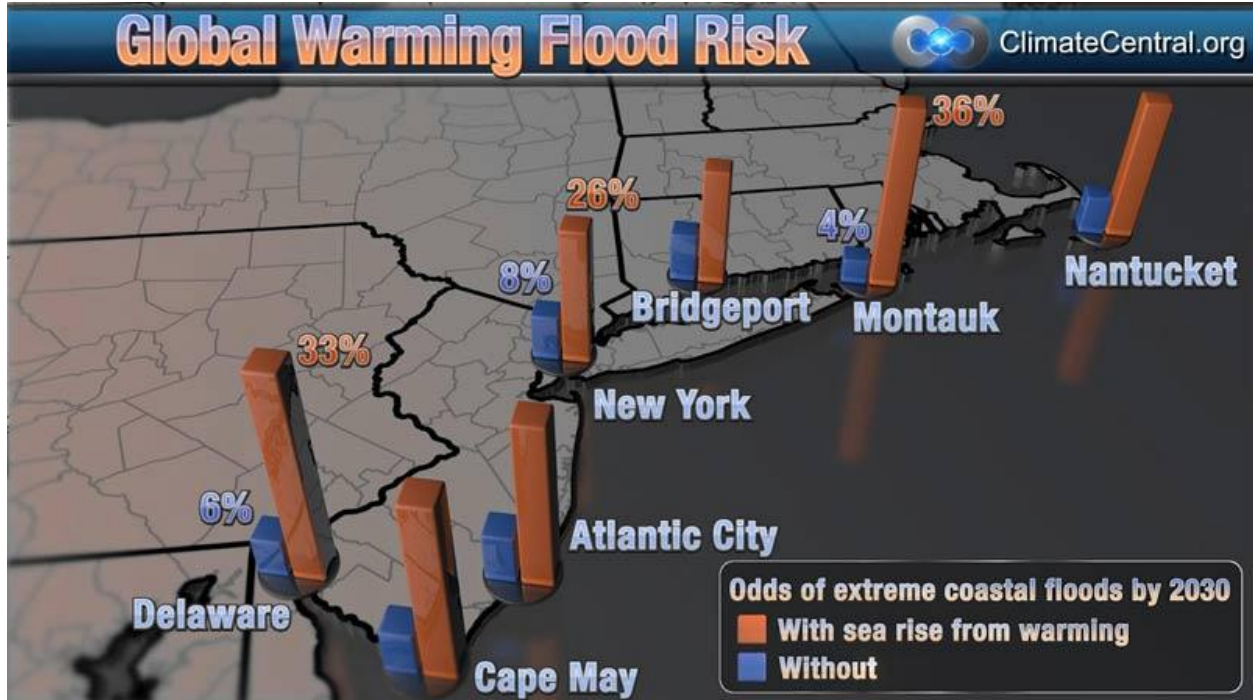 Global Warming Flood Risk
ClimateCentral.org
36%
26%
4%
8%
Nantucket
Bridgeport
Montauk
33%
New York
6%
Atlantic City
Delaware
Cape May
Odds of extreme coastal floods by 2030
With sea rise from warming
Without